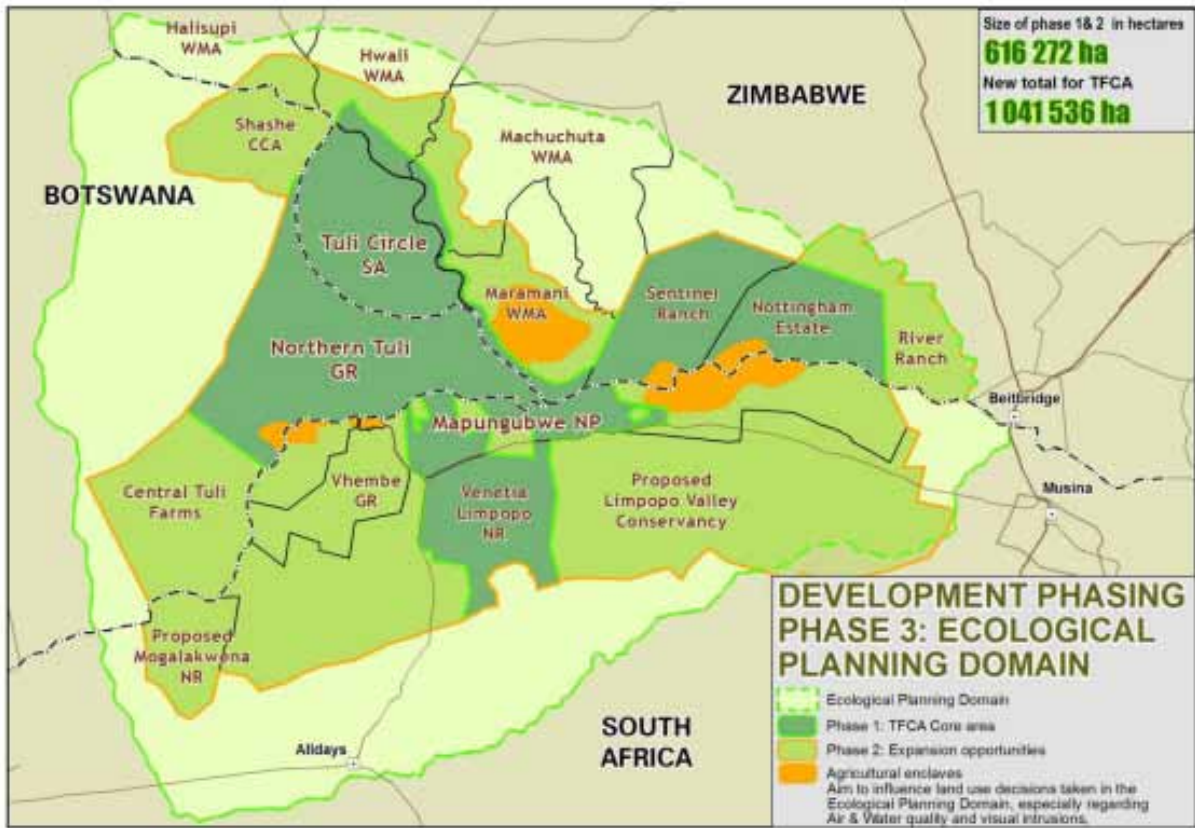 Halisupi
WMA
Hwali
WMA
Size of phase 1& 2 in hectares
616 272 ha
New total for TFCA
1 041 536 ha
ZIMBABWE
Shashe
CCA
Machuchuta
WMA
BOTSWANA
Tuli Circle
SA
Maramani
WMA
Sentinel
Ranch
Nottingham
Estate
Northern Tuli
GR
River
Ranch
Beitbridge
Mapungubwe NP
Central Tuli
Farms
Vhembe
GR
Venetia
Limpopo
NR
Proposed
Limpopo Valley
Conservancy
Musina
Proposed
Mogalakwena
NR
SOUTH
AFRICA
Alldays
DEVELOPMENT PHASING
PHASE 3: ECOLOGICAL
PLANNING DOMAIN
Ecological Planning Domain
Phase 1: TFCA Core area
Phase 2: Expansion opportunities
Agricultural enclaves
Aim to influence land use decisions taken in the
Ecological Planning Domain, especially regarding
Air & Water quality and visual intrusions.